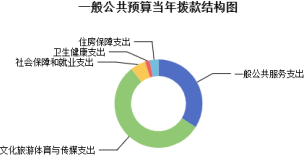 一般公共预算当年拨款结构图
住房保障支出
卫生健康支出
社会保障和就业支出
一般公共服务支出
文化旅游体育与传媒支出